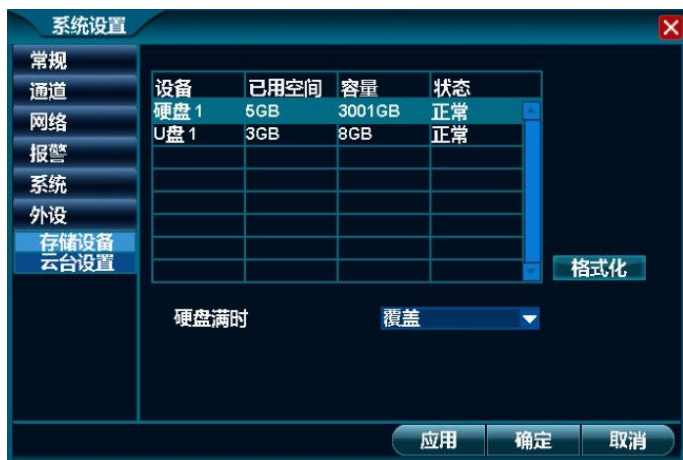 系统设置
常规
通道
网络
报警
系统
外设
存储设备
云台设置
设备 已用空间 容量 状态
硬盘 1 5GB 3001GB 正常
U盘 1 3GB 8GB 正常
格式化
硬盘满时 覆盖
应用 确定 取消